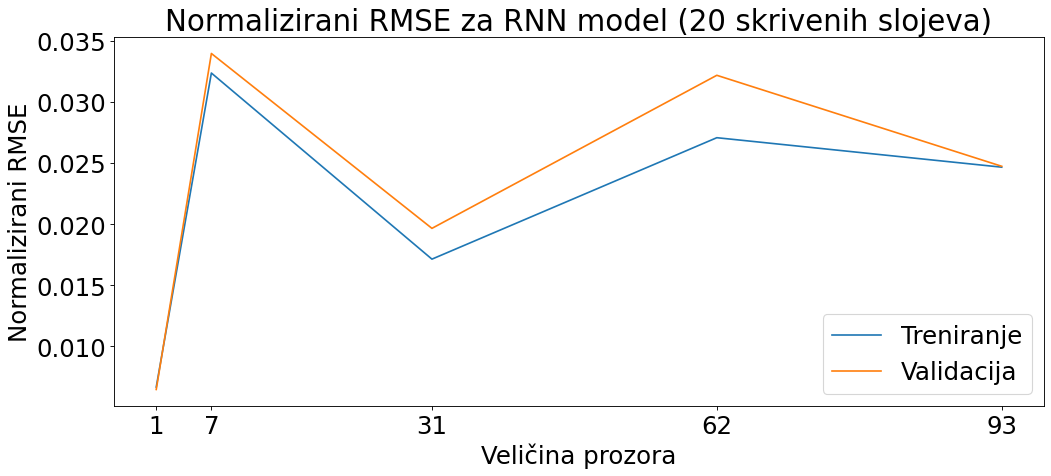 Normalizirani RMSE za RNN model (20 skrivenih slojeva)
0.035
0.030
0.025
0.020
0.015
0.010
Normalizirani RMSE
Treniranje
Validacija
1 7 31 62 93
Veličina prozora